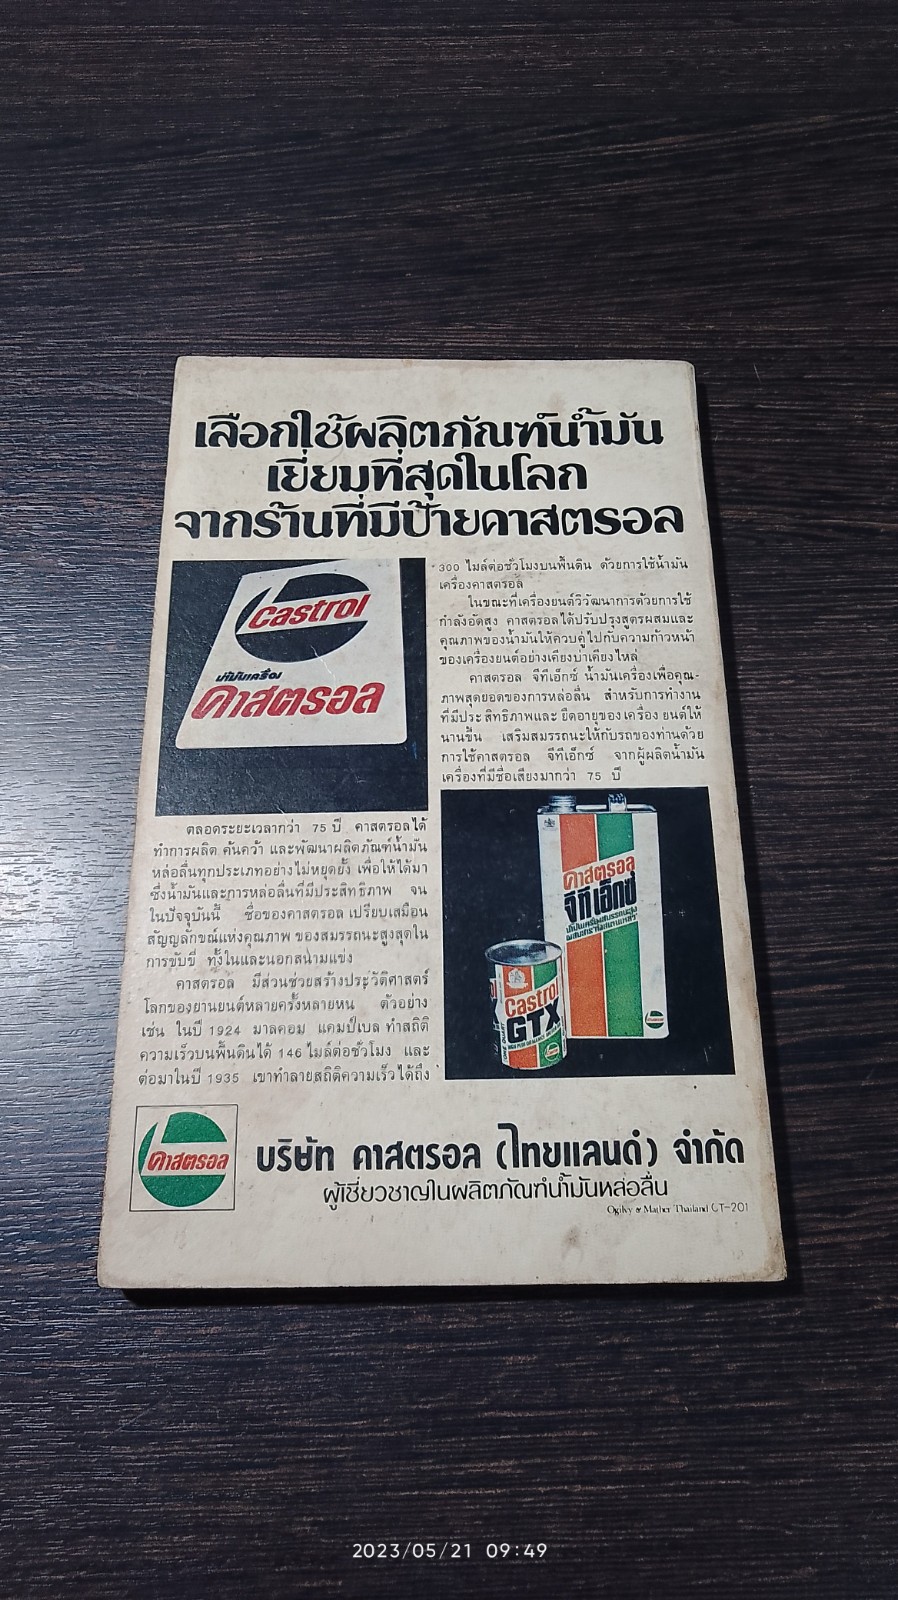 เลือกใช้ผลิตภัณฑ์น้ำมัน
เยี่ยมที่สุดในโลก
จากร้านที่มีป้ายคาสตรอล
Castrol
น้ำมันเครื่อง
คาสตรอล
ตลอดระยะเวลากว่า 75 ปี คาสตรอลได้
ทำการผลิต ค้นคว้า และพัฒนาผลิตภัณฑ์น้ำมัน
หล่อลื่นทุกประเภทอย่างไม่หยุดยั้ง เพื่อให้ได้มา
ซึ่งน้ำมันและการหล่อลื่นที่มีประสิทธิภาพ จน
ในปัจจุบันนี้ ชื่อของคาสตรอล เปรียบเสมือน
สัญญลักขณ์แห่งคุณภาพ ของสมรรถนะสูงสุดใน
การขับขี่ ทั้งในและนอกสนามแข่ง
คาสตรอล มีส่วนช่วยสร้างประวัติศาสตร์
โลกของยานยนต์หลายครั้งหลายหน ตัวอย่าง
เช่น ในปี 1924 มาลคอม แคมป์เบล ทำสถิติ
ความเร็วบนพื้นดินได้ 146 ไมล์ต่อชั่วโมง และ
ต่อมาในปี 1935 เขาทำลายสถิติความเร็วได้ถึง
300 ไมล์ต่อชั่วโมงบนพื้นดิน ด้วยการใช้น้ำมัน
เครื่องคาสตรอล
ในขณะที่เครื่องยนต์วิวัฒนาการด้วยการใช้
กำลังอัดสูง คาสตรอลได้ปรับปรุงสูตรผสมและ
คุณภาพของน้ำมันให้ควบคู่ไปกับความก้าวหน้า
ของเครื่องยนต์อย่างเคียงบ่าเคียงไหล่
คาสตรอล จีทีเอ็กซ์ น้ำมันเครื่องเพื่อคุณ-
ภาพสุดยอดของการหล่อลื่น สำหรับการทำงาน
ที่มีประสิทธิภาพและ ยืดอายุของเครื่อง ยนต์ให้
นานขึ้น เสริมสมรรถนะให้กับรถของท่านด้วย
การใช้คาสตรอล จีทีเอ็กซ์ จากผู้ผลิตน้ำมัน
เครื่องที่มีชื่อเสียงมากว่า 75 ปี
คาสตรอล
จีทีเอ็กซ์
Castrol
GTX
คาสตรอล
บริษัท คาสตรอล (ไทยแลนด์) จำกัด
ผู้เชี่ยวชาญในผลิตภัณฑ์น้ำมันหล่อลื่น
Ogilvy & Mather Thailand CT-201
2023/05/21 09:49